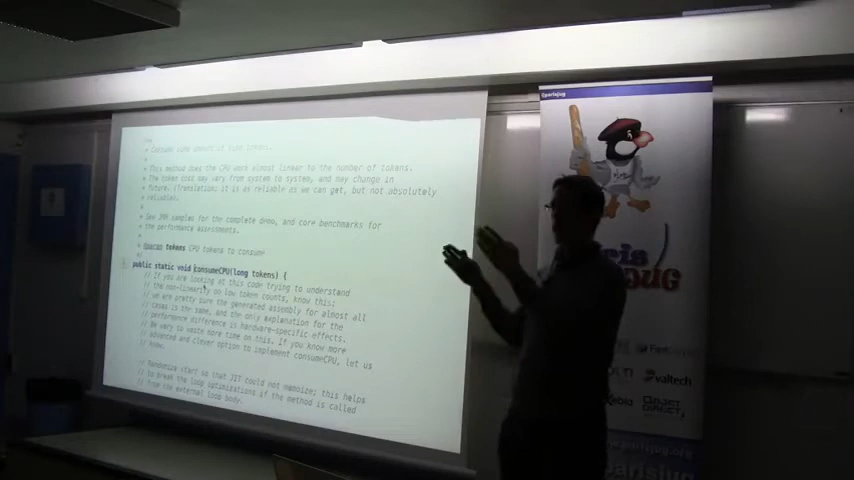 * Consume some amount of time tokens.
*
* This method does the CPU work almost linear to the number of tokens.
* The token cost may vary from system to system, and may change in
* future. (Translation: it is as reliable as we can get, but not absolutely
* reliable).
*
* See JMH samples for the complete demo, and core benchmarks for
* the performance assessments.
*
* @param tokens CPU tokens to consume
*/
public static void consumeCPU(long tokens) {
// If you are looking at this code trying to understand
// the non-linearity on low token counts, know this:
// we are pretty sure the generated assembly for almost all
// cases is the same, and the only explanation for the
// performance difference is hardware-specific effects.
// Be wary to waste more time on this. If you know more
// advanced and clever option to implement consumeCPU, let us
// know.
// Randomize start so that JIT could not memoize; this helps
// to break the loop optimizations if the method is called
// from the external loop body.
@parisjug
valtech